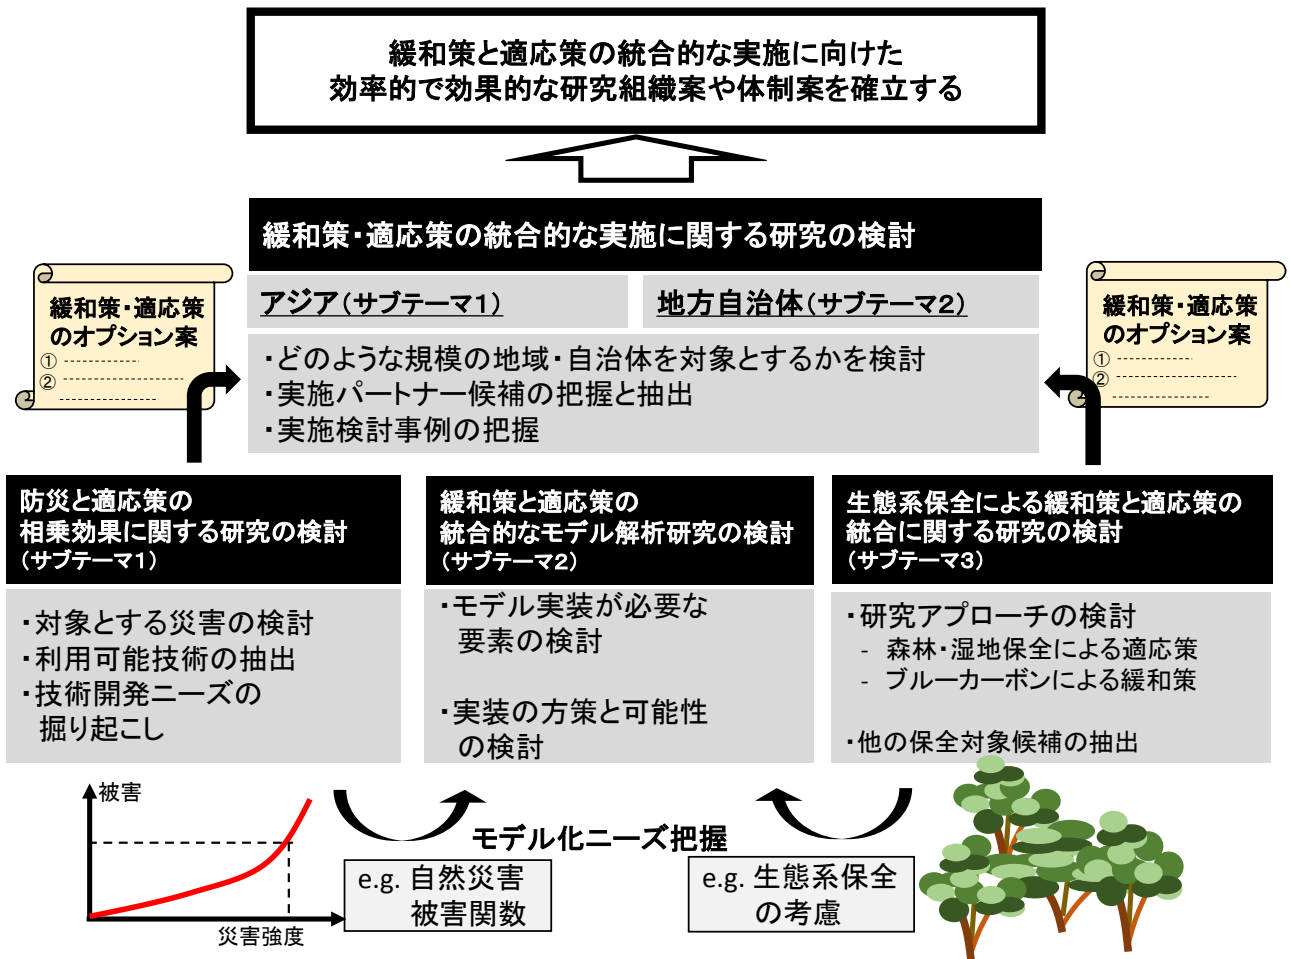 緩和策と適応策の統合的な実施に向けた
効率的で効果的な研究組織案や体制案を確立する
緩和策・適応策の統合的な実施に関する研究の検討
アジア（サブテーマ１）
地方自治体（サブテーマ２）
・どのような規模の地域・自治体を対象とするかを検討
・実施パートナー候補の把握と抽出
・実施検討事例の把握
緩和策・適応策
のオプション案
①
②
緩和策・適応策
のオプション案
①
②
防災と適応策の
相乗効果に関する研究の検討
（サブテーマ１）
・対象とする災害の検討
・利用可能技術の抽出
・技術開発ニーズの
掘り起こし
緩和策と適応策の
統合的なモデル解析研究の検討
（サブテーマ２）
・モデル実装が必要な
要素の検討
・実装の方策と可能性
の検討
生態系保全による緩和策と適応策の
統合に関する研究の検討
（サブテーマ３）
・研究アプローチの検討
- 森林・湿地保全による適応策
- ブルーカーボンによる緩和策
・他の保全対象候補の抽出
被害
災害強度
モデル化ニーズ把握
e.g. 自然災害
被害関数
e.g. 生態系保全
の考慮